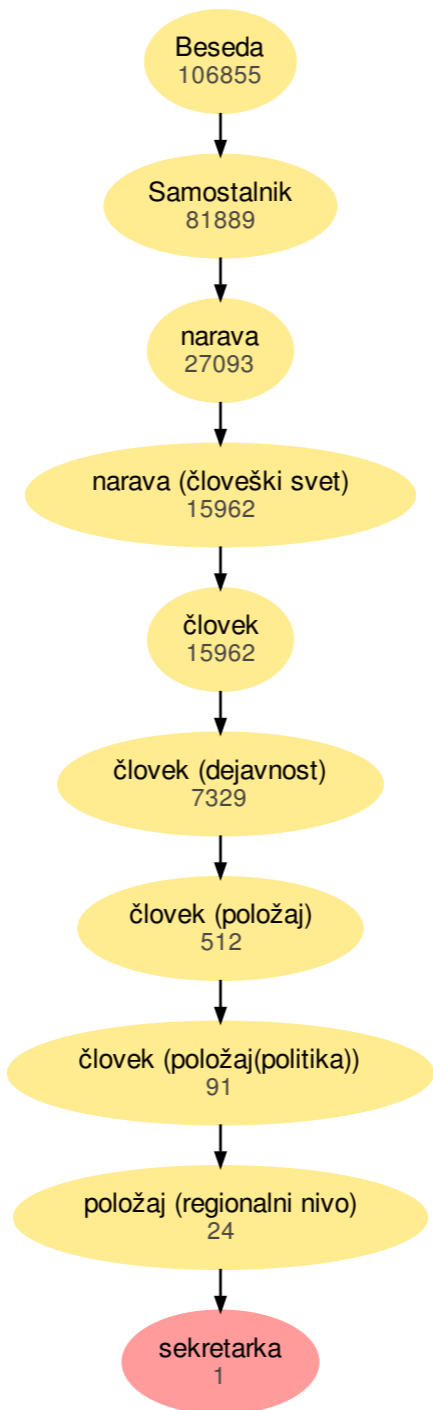 Beseda
106855
Samostalnik
81889
narava
27093
narava (človeški svet)
15962
človek
15962
človek (dejavnost)
7329
človek (položaj)
512
človek (položaj(politika))
91
položaj (regionalni nivo)
24
sekretarka
1